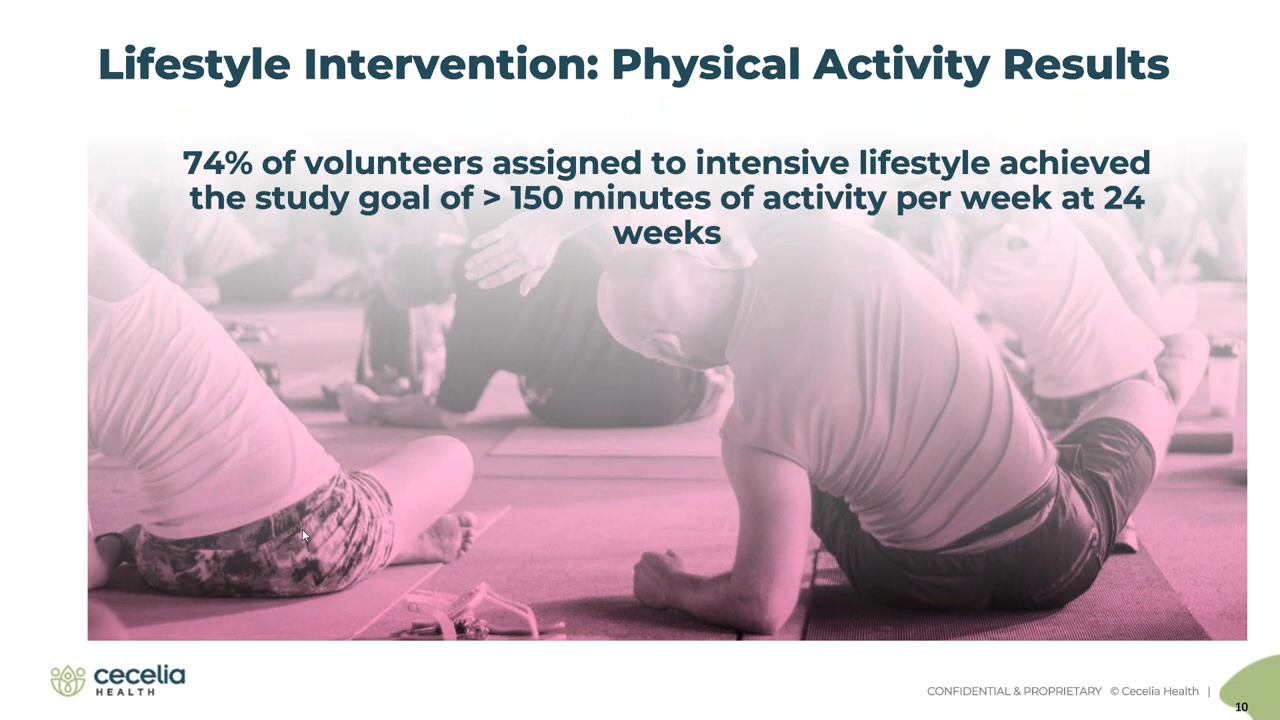 Lifestyle Intervention: Physical Activity Results
74% of volunteers assigned to intensive lifestyle achieved
the study goal of > 150 minutes of activity per week at 24
weeks
cecelia
HEALTH
CONFIDENTIAL & PROPRIETARY © Cecelia Health |
10